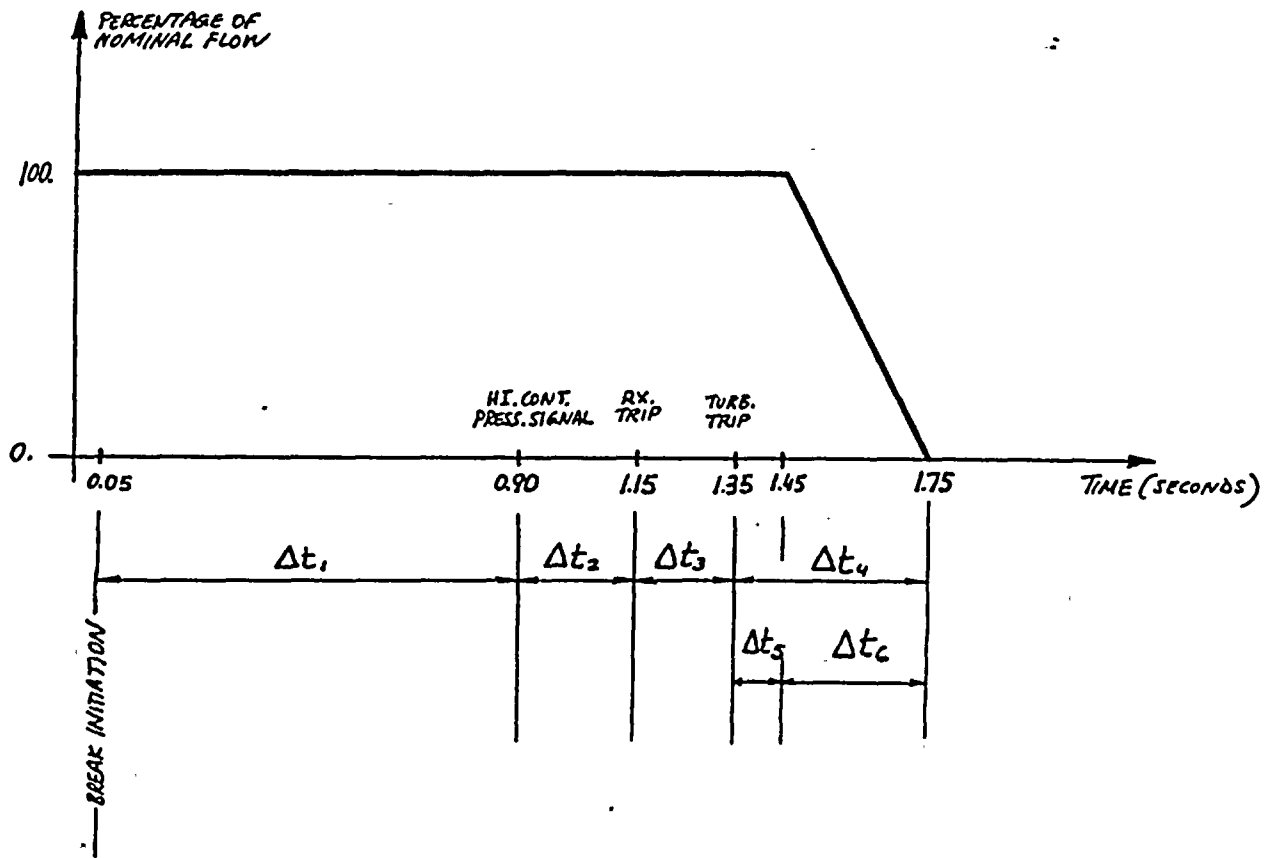 PERCENTAGE OF
NOMINAL FLOW
100.
HI. CONT.
PRESS. SIGNAL
RX.
TRIP
TURB.
TRIP
0.
0.05
0.90
1.15
1.35
1.45
1.75
TIME (SECONDS)
Δt₁
Δt₂
Δt₃
Δt₄
Δt₅
Δt₆
BREAK INITIATION